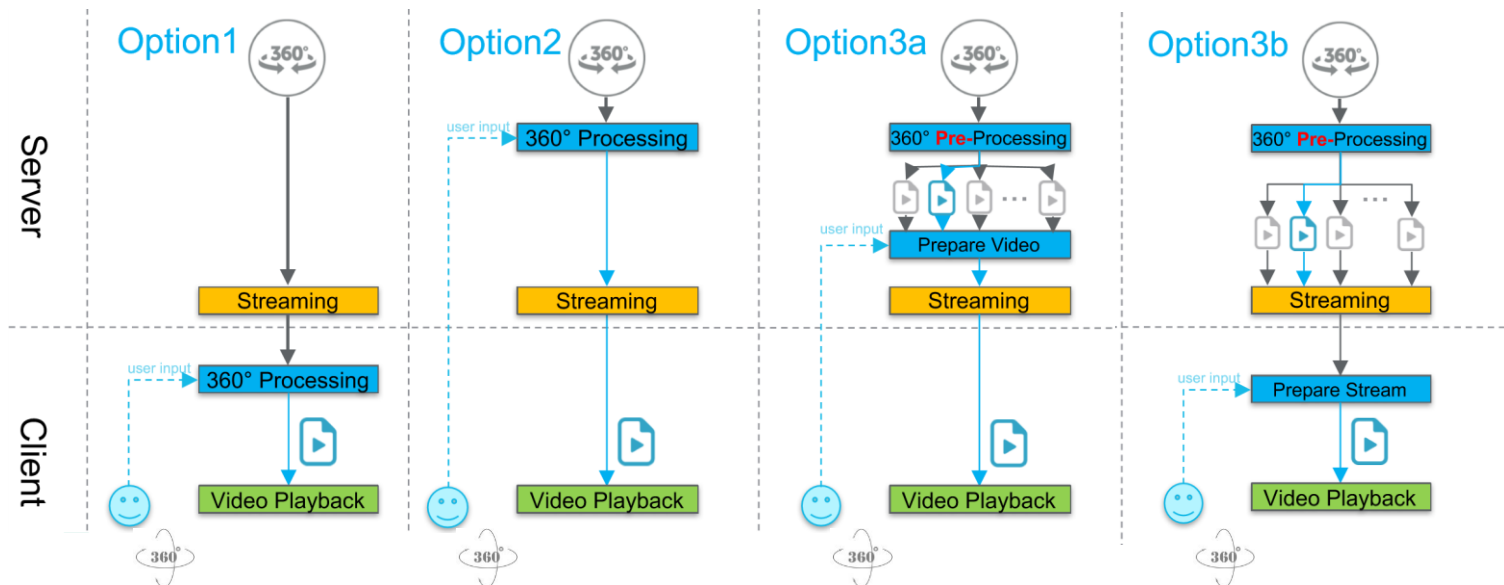 Option1
360°
Option2
360°
Option3a
360°
Option3b
360°
Server
user input
360° Processing
360° Pre-Processing
360° Pre-Processing
...
...
user input
Prepare Video
Streaming
Streaming
Streaming
Streaming
Client
user input
360° Processing
user input
Prepare Stream
Video Playback
Video Playback
Video Playback
Video Playback
360°
360°
360°
360°